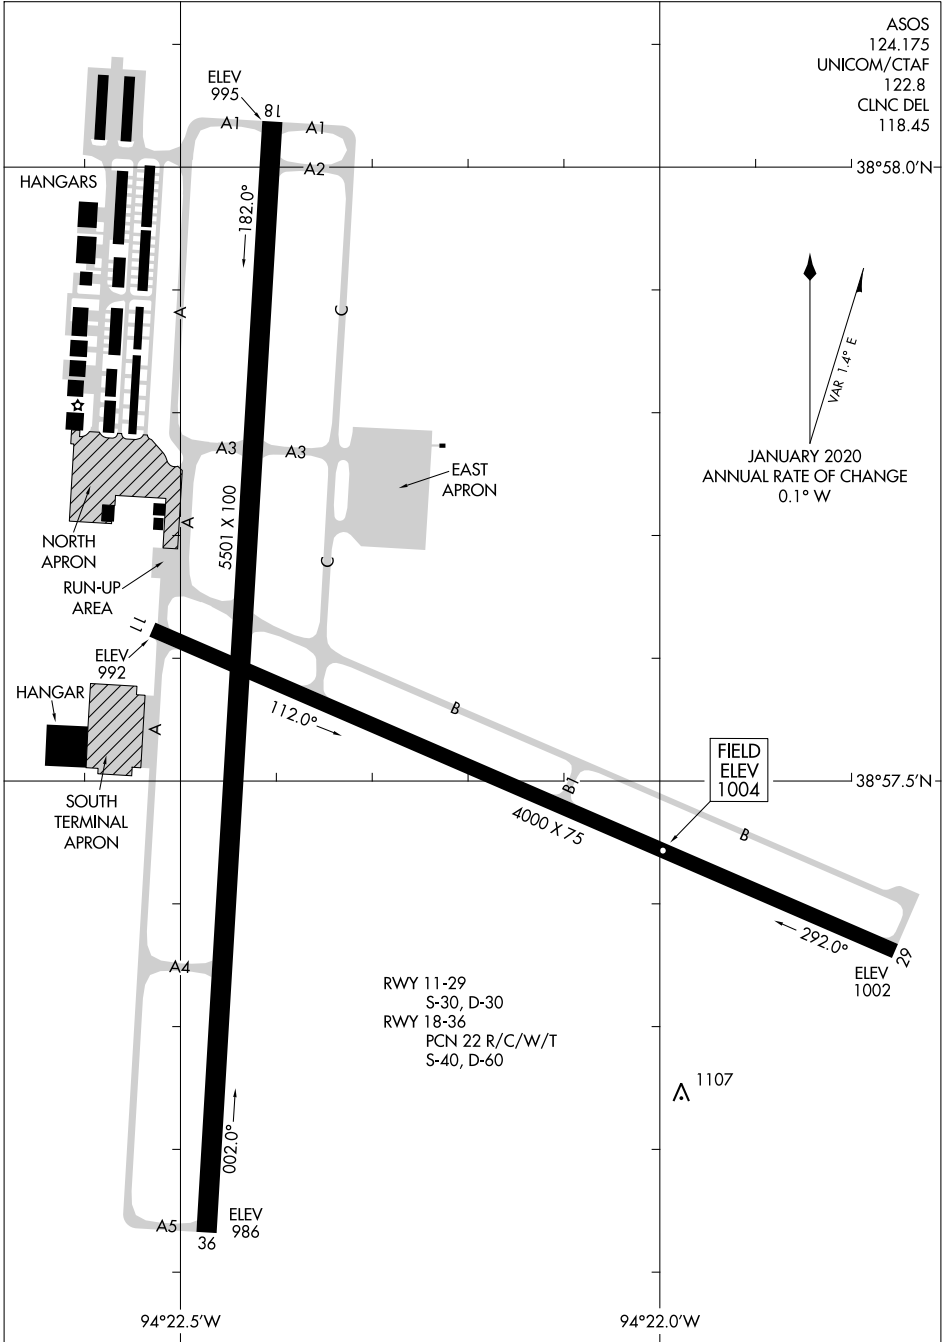 ASOS
124.175
UNICOM/CTAF
122.8
CLNC DEL
118.45
ELEV
995
18
A1
A1
A2
38°58.0'N
HANGARS
182.0°
A
C
VAR 1.4° E
JANUARY 2020
ANNUAL RATE OF CHANGE
0.1° W
A3
A3
EAST
APRON
5501 X 100
A
NORTH
APRON
C
RUN-UP
AREA
11
ELEV
992
HANGAR
A
112.0°
B
FIELD
ELEV
1004
38°57.5'N
B1
SOUTH
TERMINAL
APRON
4000 X 75
B
292.0°
29
ELEV
1002
A4
RWY 11-29
S-30, D-30
RWY 18-36
PCN 22 R/C/W/T
S-40, D-60
1107
002.0°
A5
ELEV
986
36
94°22.5'W
94°22.0'W